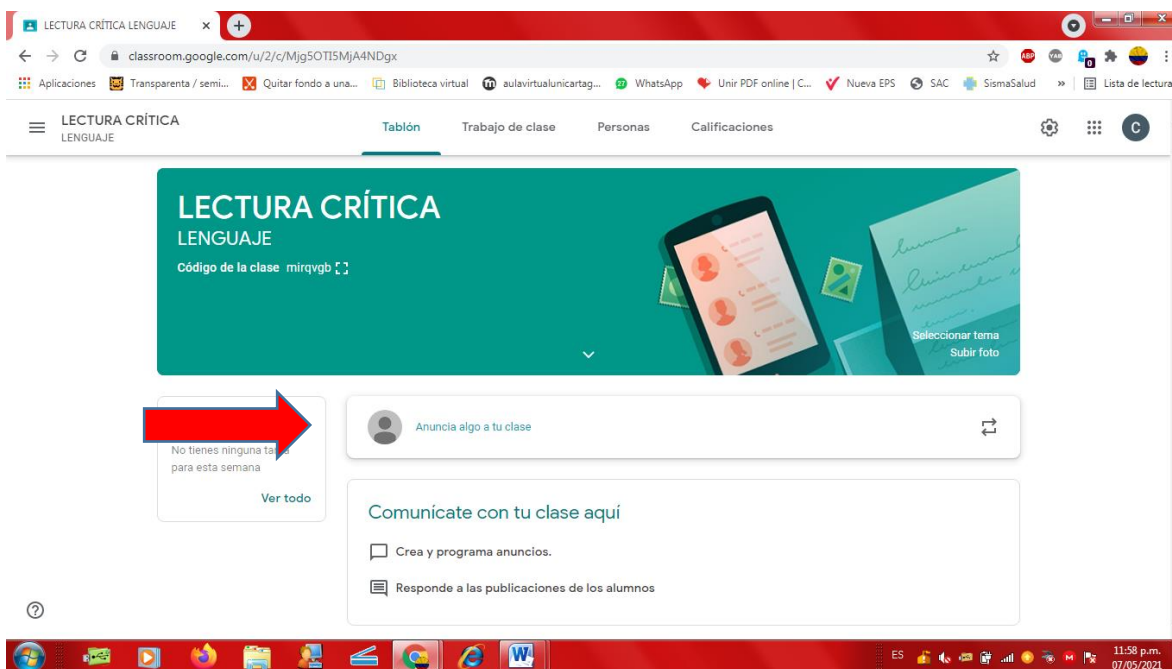 LECTURA CRÍTICA LENGUAJE
classroom.google.com/u/2/c/Mjg5OTI5MjA4NDgx
ABP
0
Aplicaciones Transparenta / semi... Quitar fondo a una... Biblioteca virtual aulavirtualunicartag... WhatsApp Unir PDF online | C... Nueva EPS SAC SismaSalud » Lista de lectura
LECTURA CRÍTICA
LENGUAJE
Tablón Trabajo de clase Personas Calificaciones
C
LECTURA CRÍTICA
LENGUAJE
Código de la clase mirqvgb
Seleccionar tema
Subir foto
Anuncia algo a tu clase
No tienes ninguna
para esta semana
Ver todo
Comunícate con tu clase aquí
Crea y programa anuncios.
Responde a las publicaciones de los alumnos
ES
11:58 p.m.
07/05/2021